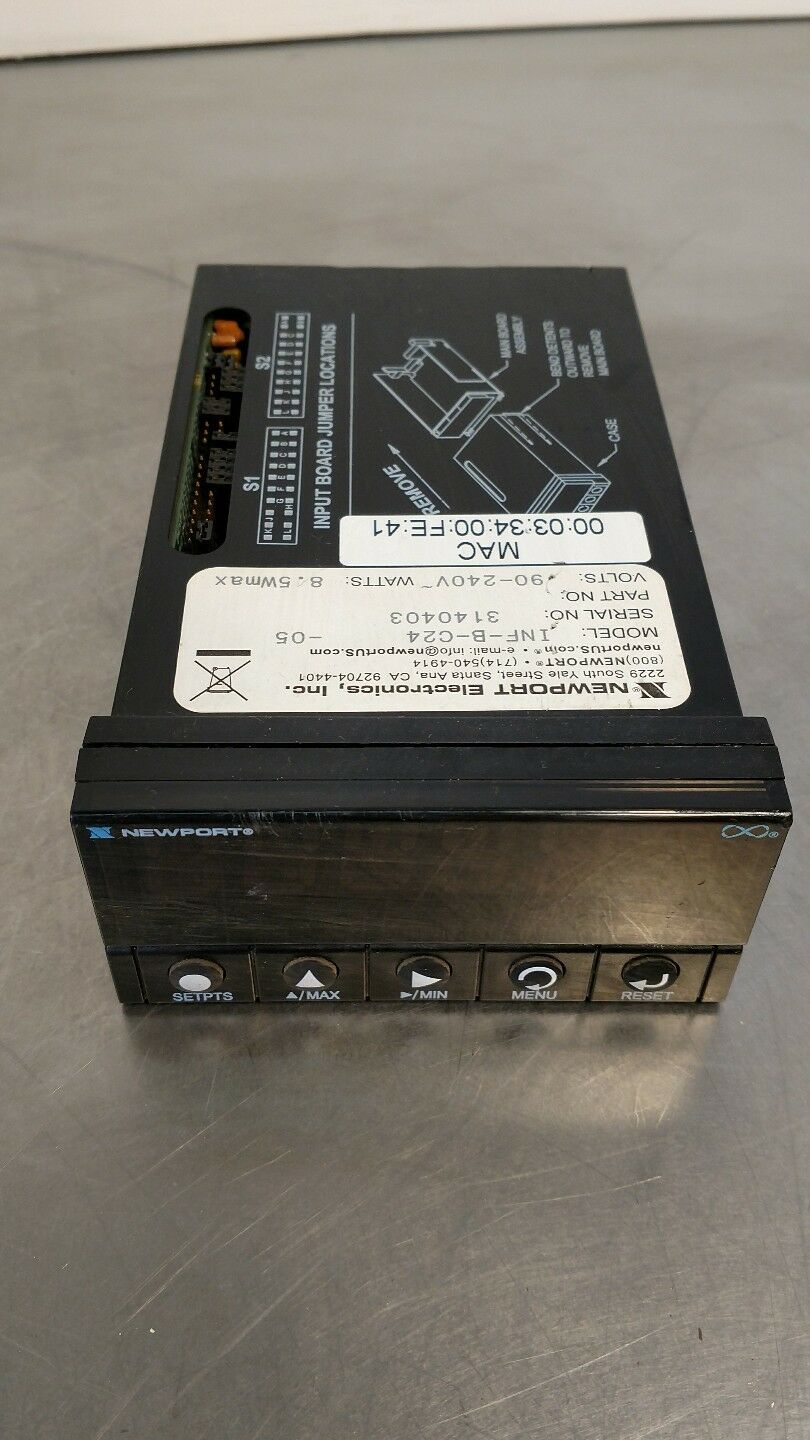 NEWPORT®
®
SETPTS
▲/MAX
►/MIN
MENU
RESET
NEWPORT Electronics, Inc.
2229 South Yale Street, Santa Ana, CA 92704-4401
(800)NEWPORT® • (714)540-4914
newportUS.com • e-mail: info@newportUS.com
MODEL: INF-B-C24 -05
SERIAL NO: 3140403
PART NO:
VOLTS: 90-240V~ WATTS: 8.5Wmax
MAC
00:03:34:00:FE:41
S1
S2
INPUT BOARD JUMPER LOCATIONS
REMOVE
MAIN BOARD
ASSEMBLY
BEND DETENTS
OUTWARD TO
REMOVE
MAIN BOARD
CASE